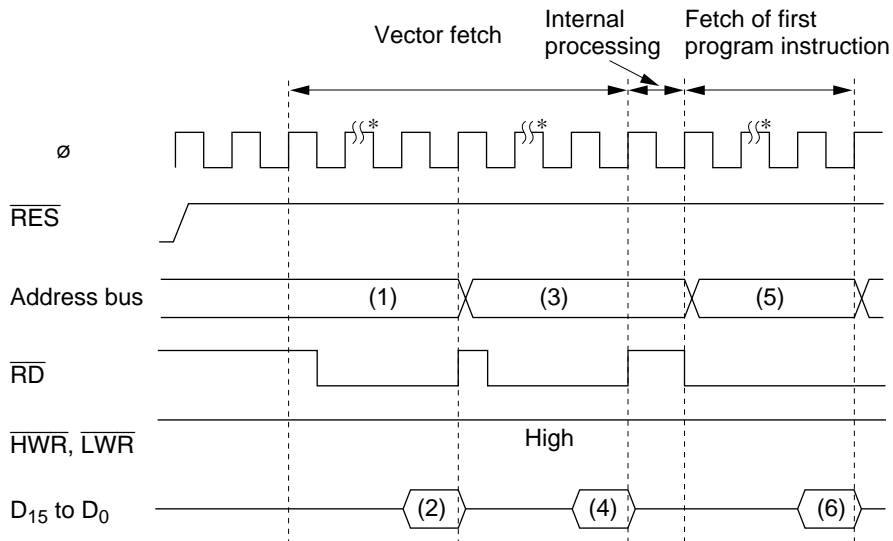 Vector fetch
Internal
processing
Fetch of first
program instruction
* * *
ø
RES
Address bus (1) (3) (5)
RD
HWR, LWR High
D15 to D0 (2) (4) (6)